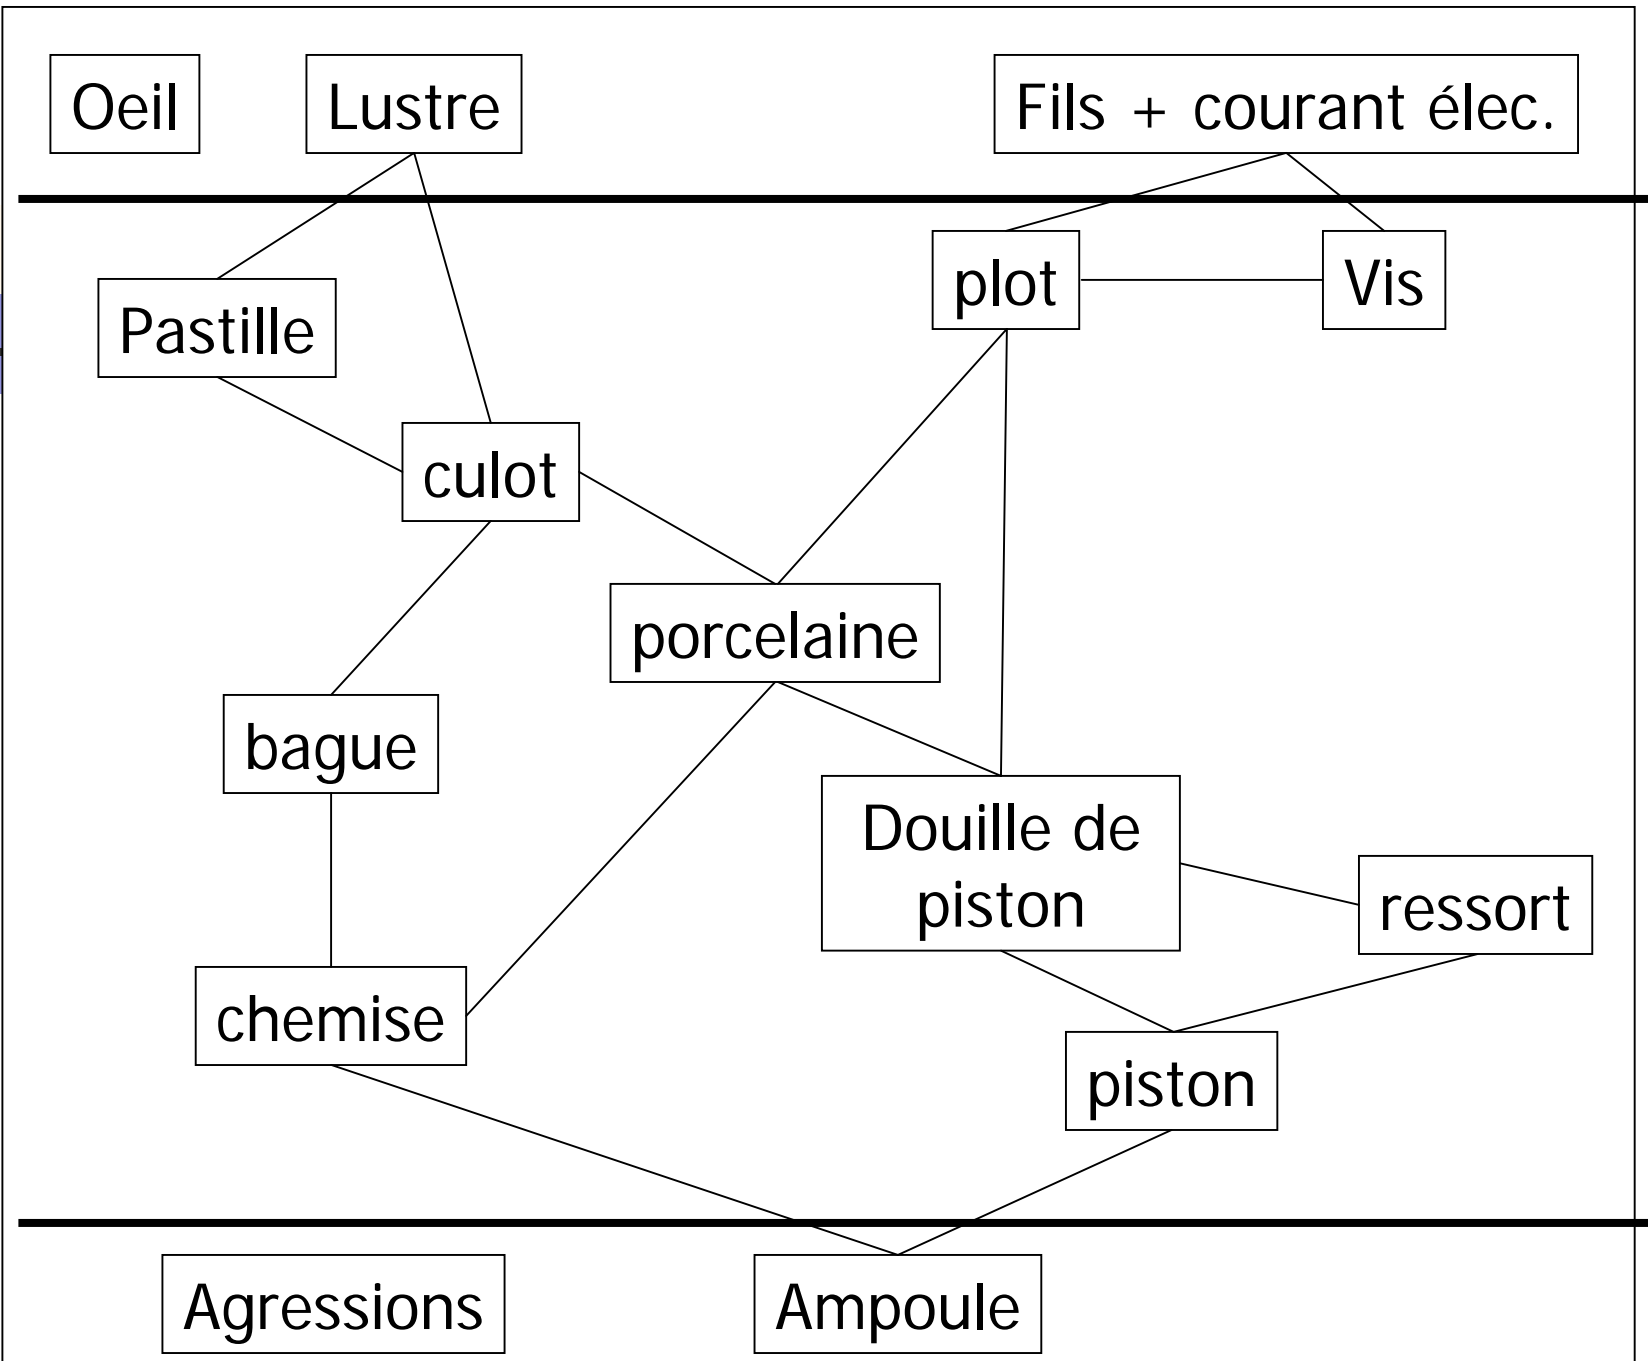 Oeil
Lustre
Fils + courant élec.
plot
Vis
Pastille
culot
porcelaine
bague
Douille de
piston
ressort
chemise
piston
Agressions
Ampoule